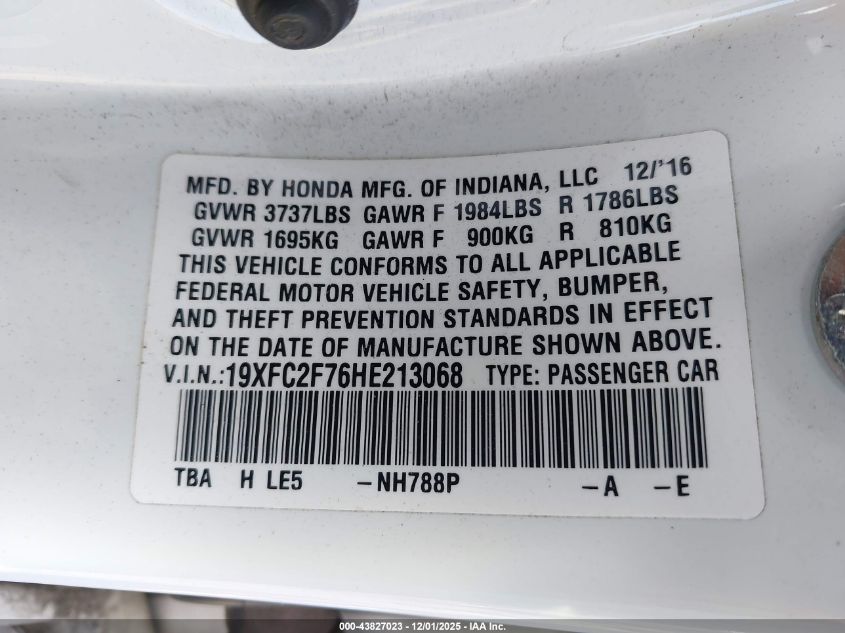 MFD. BY HONDA MFG. OF INDIANA, LLC 12/'16
GVWR 3737LBS GAWR F 1984LBS R 1786LBS
GVWR 1695KG GAWR F 900KG R 810KG
THIS VEHICLE CONFORMS TO ALL APPLICABLE
FEDERAL MOTOR VEHICLE SAFETY, BUMPER,
AND THEFT PREVENTION STANDARDS IN EFFECT
ON THE DATE OF MANUFACTURE SHOWN ABOVE.
V.I.N.:19XFC2F76HE213068 TYPE: PASSENGER CAR
TBA H LE5 -NH788P -A -E
000-43827023 • 12/01/2025 - IAA Inc.